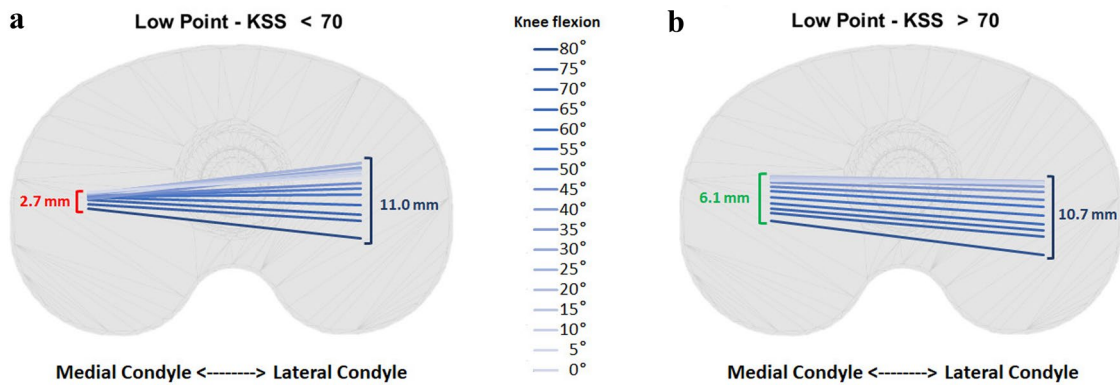 a
Low Point - KSS < 70
2.7 mm
11.0 mm
Medial Condyle <--------> Lateral Condyle
Knee flexion
80°
75°
70°
65°
60°
55°
50°
45°
40°
35°
30°
25°
20°
15°
10°
5°
0°
b
Low Point - KSS > 70
6.1 mm
10.7 mm
Medial Condyle <--------> Lateral Condyle